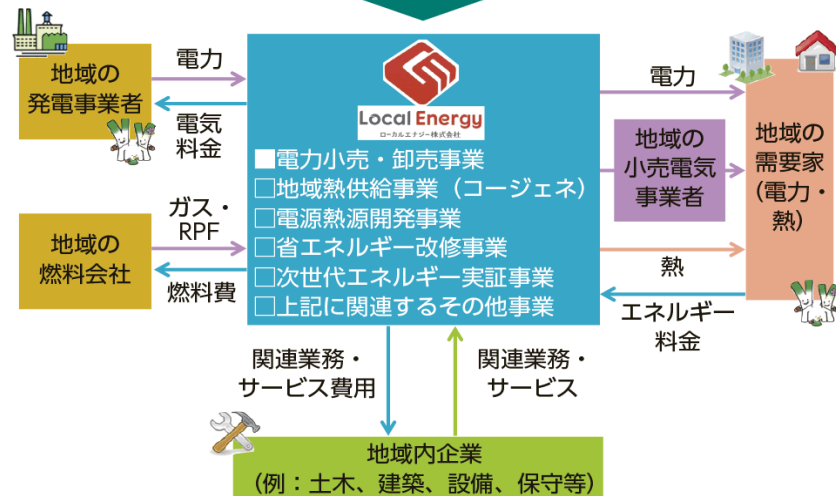 地域の
発電事業者
電力
電気
料金
Local Energy
ローカルエナジー株式会社
■電力小売・卸売事業
□地域熱供給事業（コージェネ）
□電源熱源開発事業
□省エネルギー改修事業
□次世代エネルギー実証事業
□上記に関連するその他事業
電力
地域の
小売電気
事業者
地域の
需要家
(電力・
熱)
地域の
燃料会社
ガス・
RPF
燃料費
熱
エネルギー
料金
関連業務・
サービス費用
関連業務・
サービス
地域内企業
(例：土木、建築、設備、保守等)